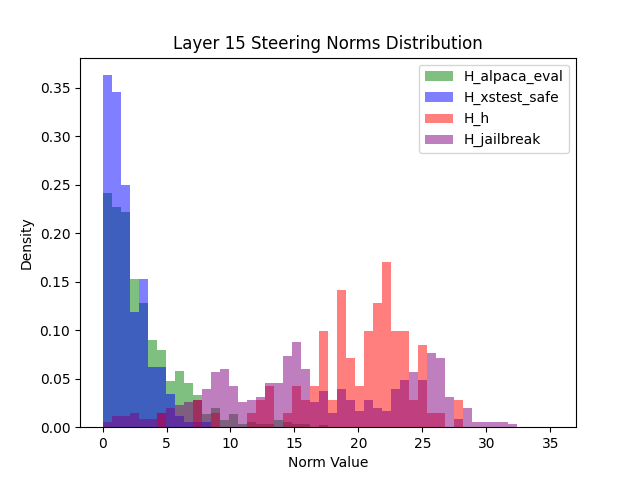 Layer 15 Steering Norms Distribution
H_alpaca_eval
H_xstest_safe
H_h
H_jailbreak
Density
0.35
0.30
0.25
0.20
0.15
0.10
0.05
0.00
0 5 10 15 20 25 30 35
Norm Value